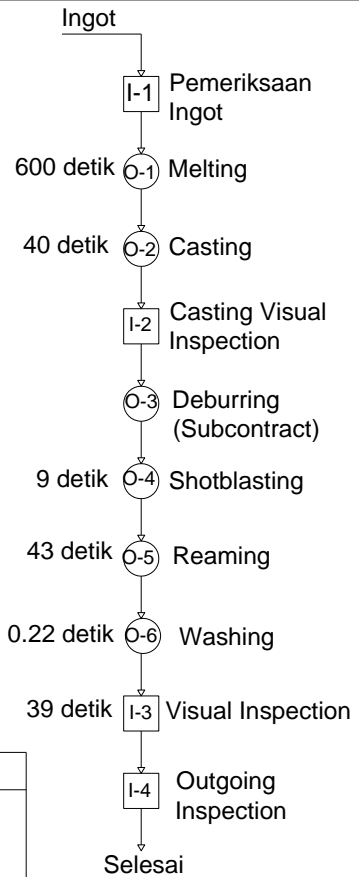 Ingot
I-1 Pemeriksaan
Ingot
600 detik O-1 Melting
40 detik O-2 Casting
I-2 Casting Visual
Inspection
O-3 Deburring
(Subcontract)
9 detik O-4 Shotblasting
43 detik O-5 Reaming
0.22 detik O-6 Washing
39 detik I-3 Visual Inspection
I-4 Outgoing
Inspection
Selesai